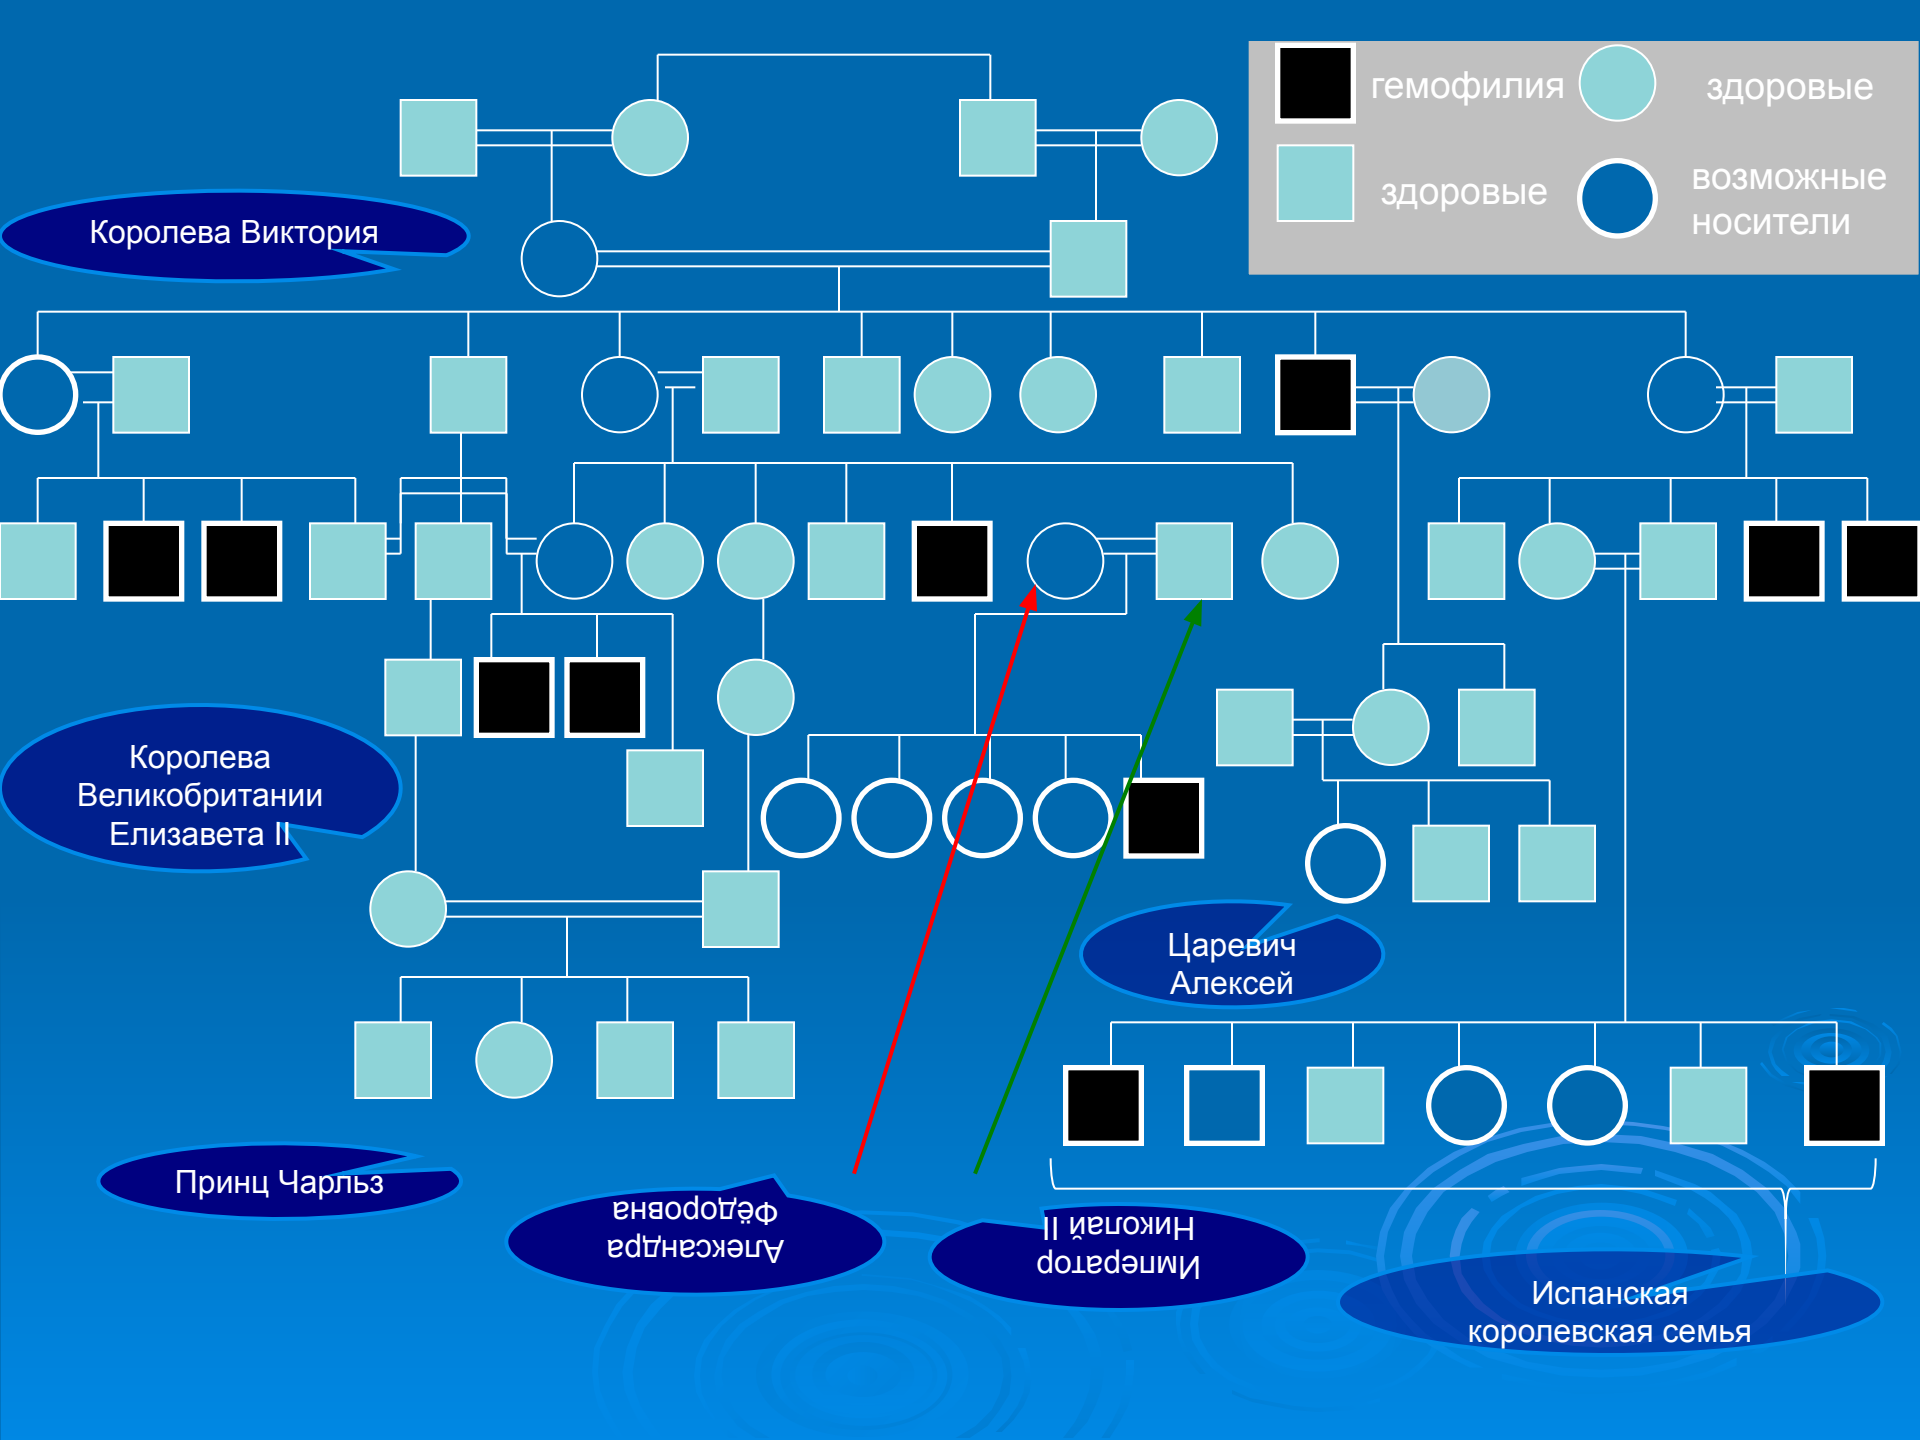 гемофилия
здоровые
здоровые
возможные
носители
Королева Виктория
Королева
Великобритании
Елизавета II
Царевич
Алексей
Принц Чарльз
Александра
Фёдоровна
Император
Николай II
Испанская
королевская семья